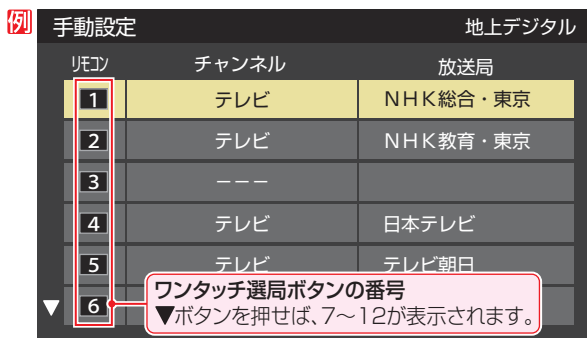 例
手動設定 地上デジタル
リモコン チャンネル 放送局
1 テレビ NHK総合・東京
2 テレビ NHK教育・東京
3 −−−
4 テレビ 日本テレビ
5 テレビ テレビ朝日
▼ 6
ワンタッチ選局ボタンの番号
▼ボタンを押せば、7〜12が表示されます。